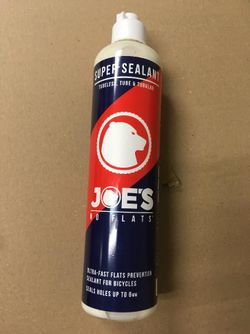 SUPER SEALANT
TUBELESS, TUBE & TUBULAR
JOE'S
NO FLATS
ULTRA-FAST FLATS PREVENTION
SEALANT FOR BICYCLES
SEALS HOLES UP TO 6MM